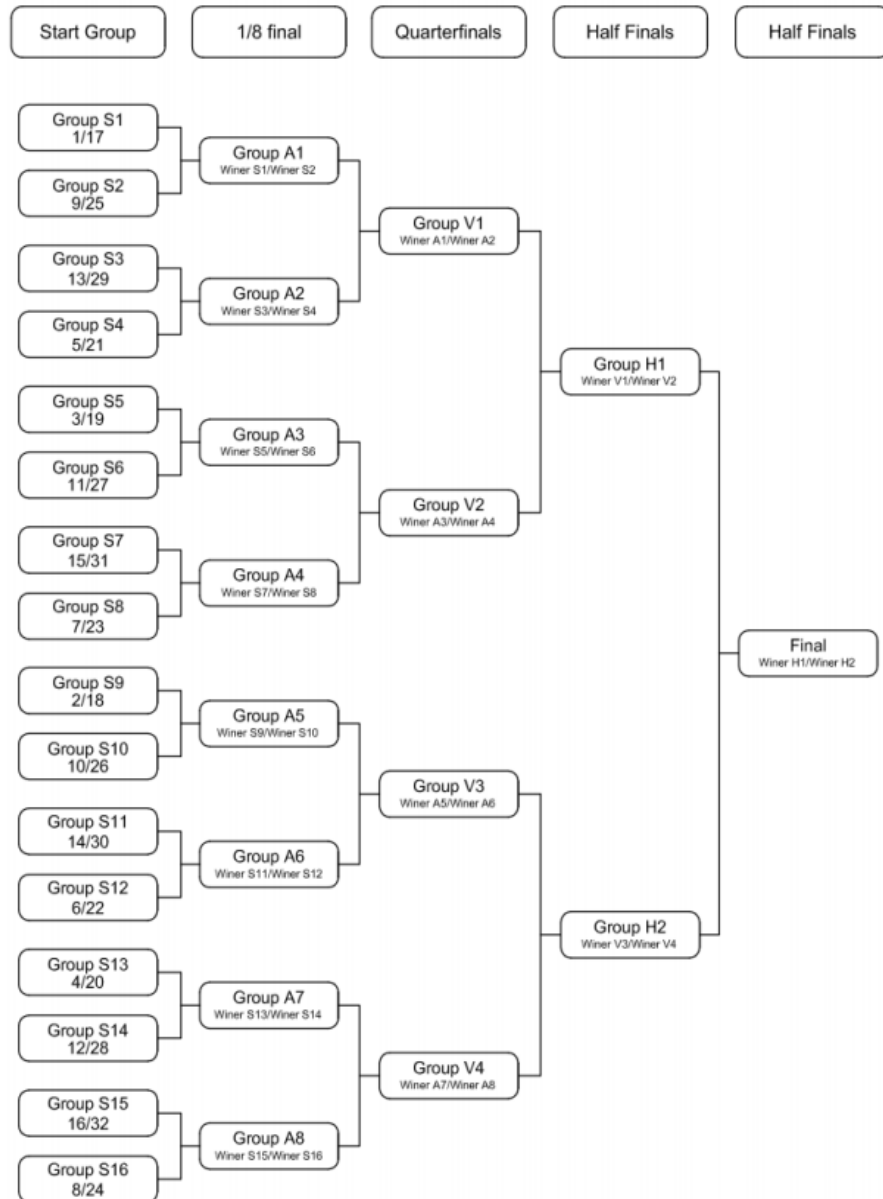 Start Group
1/8 final
Quarterfinals
Half Finals
Half Finals
Group S1
1/17
Group S2
9/25
Group S3
13/29
Group S4
5/21
Group S5
3/19
Group S6
11/27
Group S7
15/31
Group S8
7/23
Group S9
2/18
Group S10
10/26
Group S11
14/30
Group S12
6/22
Group S13
4/20
Group S14
12/28
Group S15
16/32
Group S16
8/24
Group A1
Winer S1/Winer S2
Group A2
Winer S3/Winer S4
Group A3
Winer S5/Winer S6
Group A4
Winer S7/Winer S8
Group A5
Winer S9/Winer S10
Group A6
Winer S11/Winer S12
Group A7
Winer S13/Winer S14
Group A8
Winer S15/Winer S16
Group V1
Winer A1/Winer A2
Group V2
Winer A3/Winer A4
Group V3
Winer A5/Winer A6
Group V4
Winer A7/Winer A8
Group H1
Winer V1/Winer V2
Group H2
Winer V3/Winer V4
Final
Winer H1/Winer H2